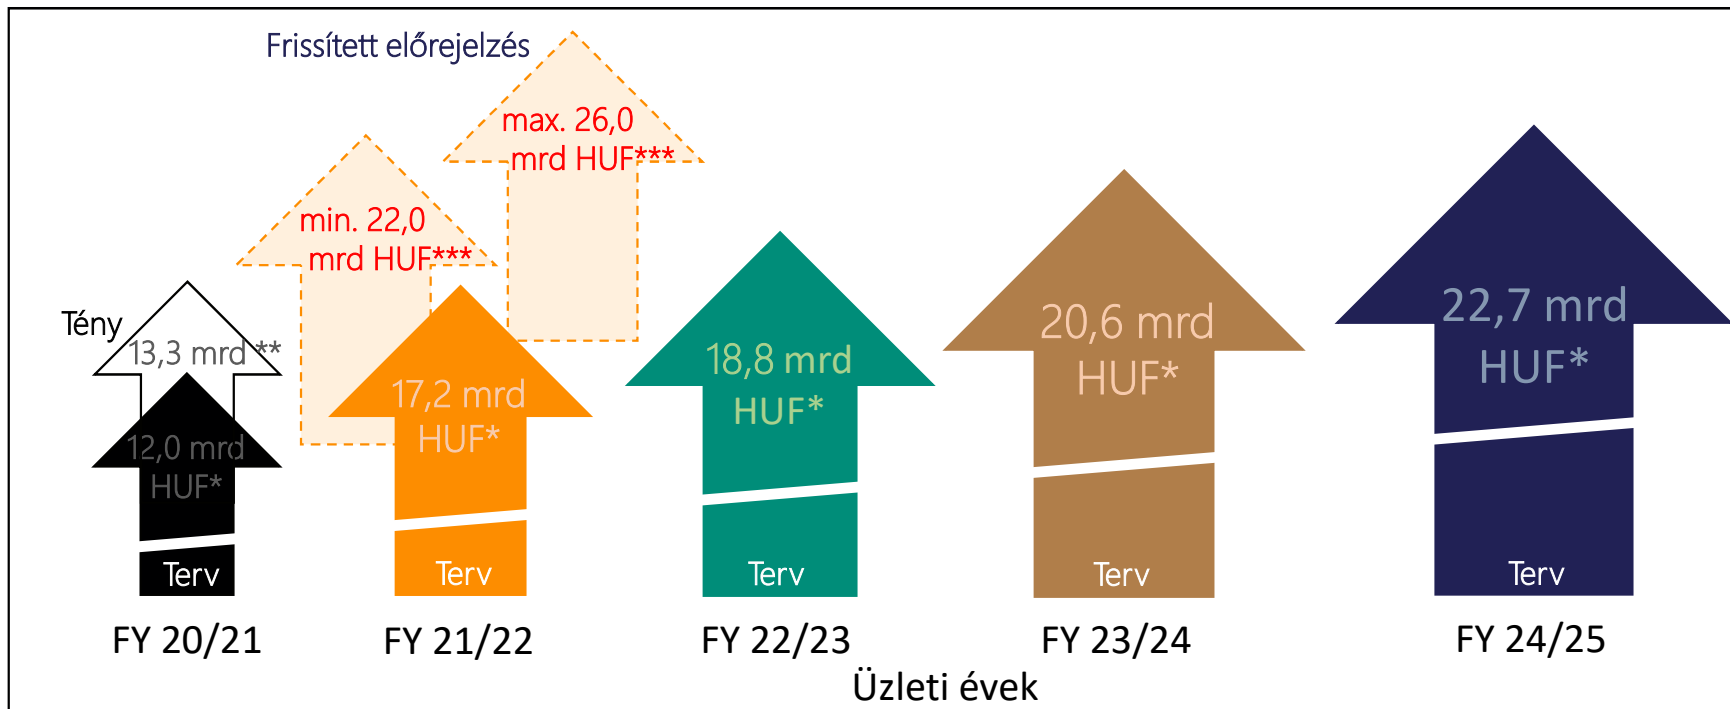 Frissített előrejelzés
max. 26,0
mrd HUF***
min. 22,0
mrd HUF***
Tény
13,3 mrd **
12,0 mrd
HUF*
Terv
17,2 mrd
HUF*
Terv
18,8 mrd
HUF*
Terv
20,6 mrd
HUF*
Terv
22,7 mrd
HUF*
Terv
FY 20/21
FY 21/22
FY 22/23
FY 23/24
FY 24/25
Üzleti évek